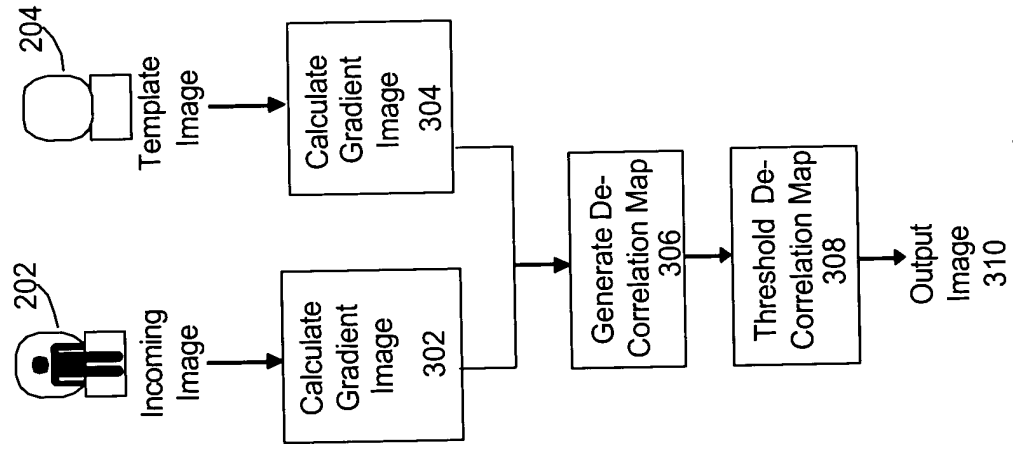 202
Incoming
Image
Calculate
Gradient
Image
302
204
Template
Image
Calculate
Gradient
Image
304
Generate De-
Correlation Map
306
Threshold De-
Correlation Map
308
Output
Image
310